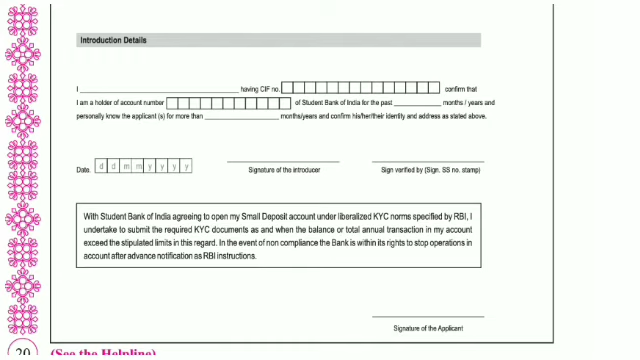 Introduction Details
I having CIF no. confirm that
I am a holder of account number of Student Bank of India for the past months / years and
personally know the applicant (s) for more than months/years and confirm his/her/their identity and address as stated above.
Date. d d m m y y y y
Signature of the introducer Sign verified by (Sign. SS no. stamp)
With Student Bank of India agreeing to open my Small Deposit account under liberalized KYC norms specified by RBI, I
undertake to submit the required KYC documents as and when the balance or total annual transaction in my account
exceed the stipulated limits in this regard. In the event of non compliance the Bank is within its rights to stop operations in
account after advance notification as RBI instructions.
Signature of the Applicant
20 (See the Helpline)